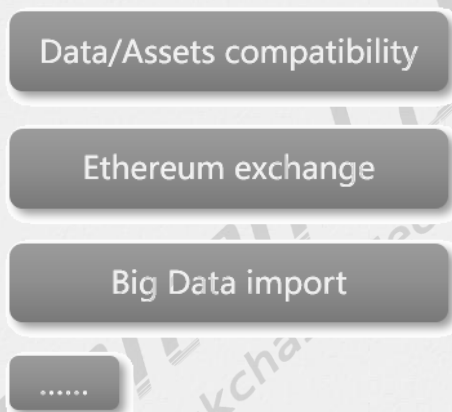 Data/Assets compatibility
Ethereum exchange
Big Data import
......